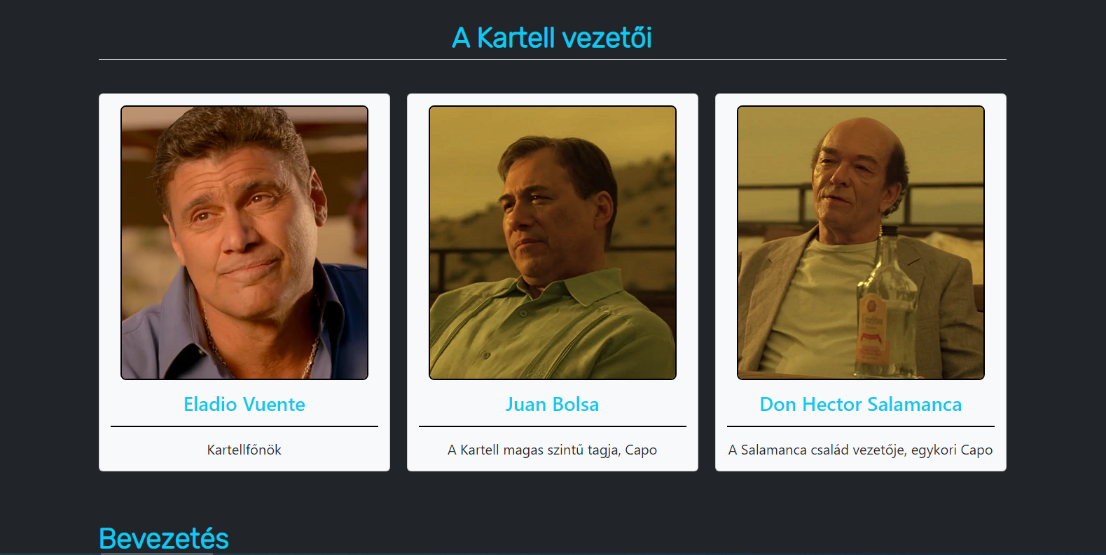 A Kartell vezetői
Eladio Vuente
Kartellfőnök
Juan Bolsa
A Kartell magas szintű tagja, Capo
Don Hector Salamanca
A Salamanca család vezetője, egykori Capo
Bevezetés